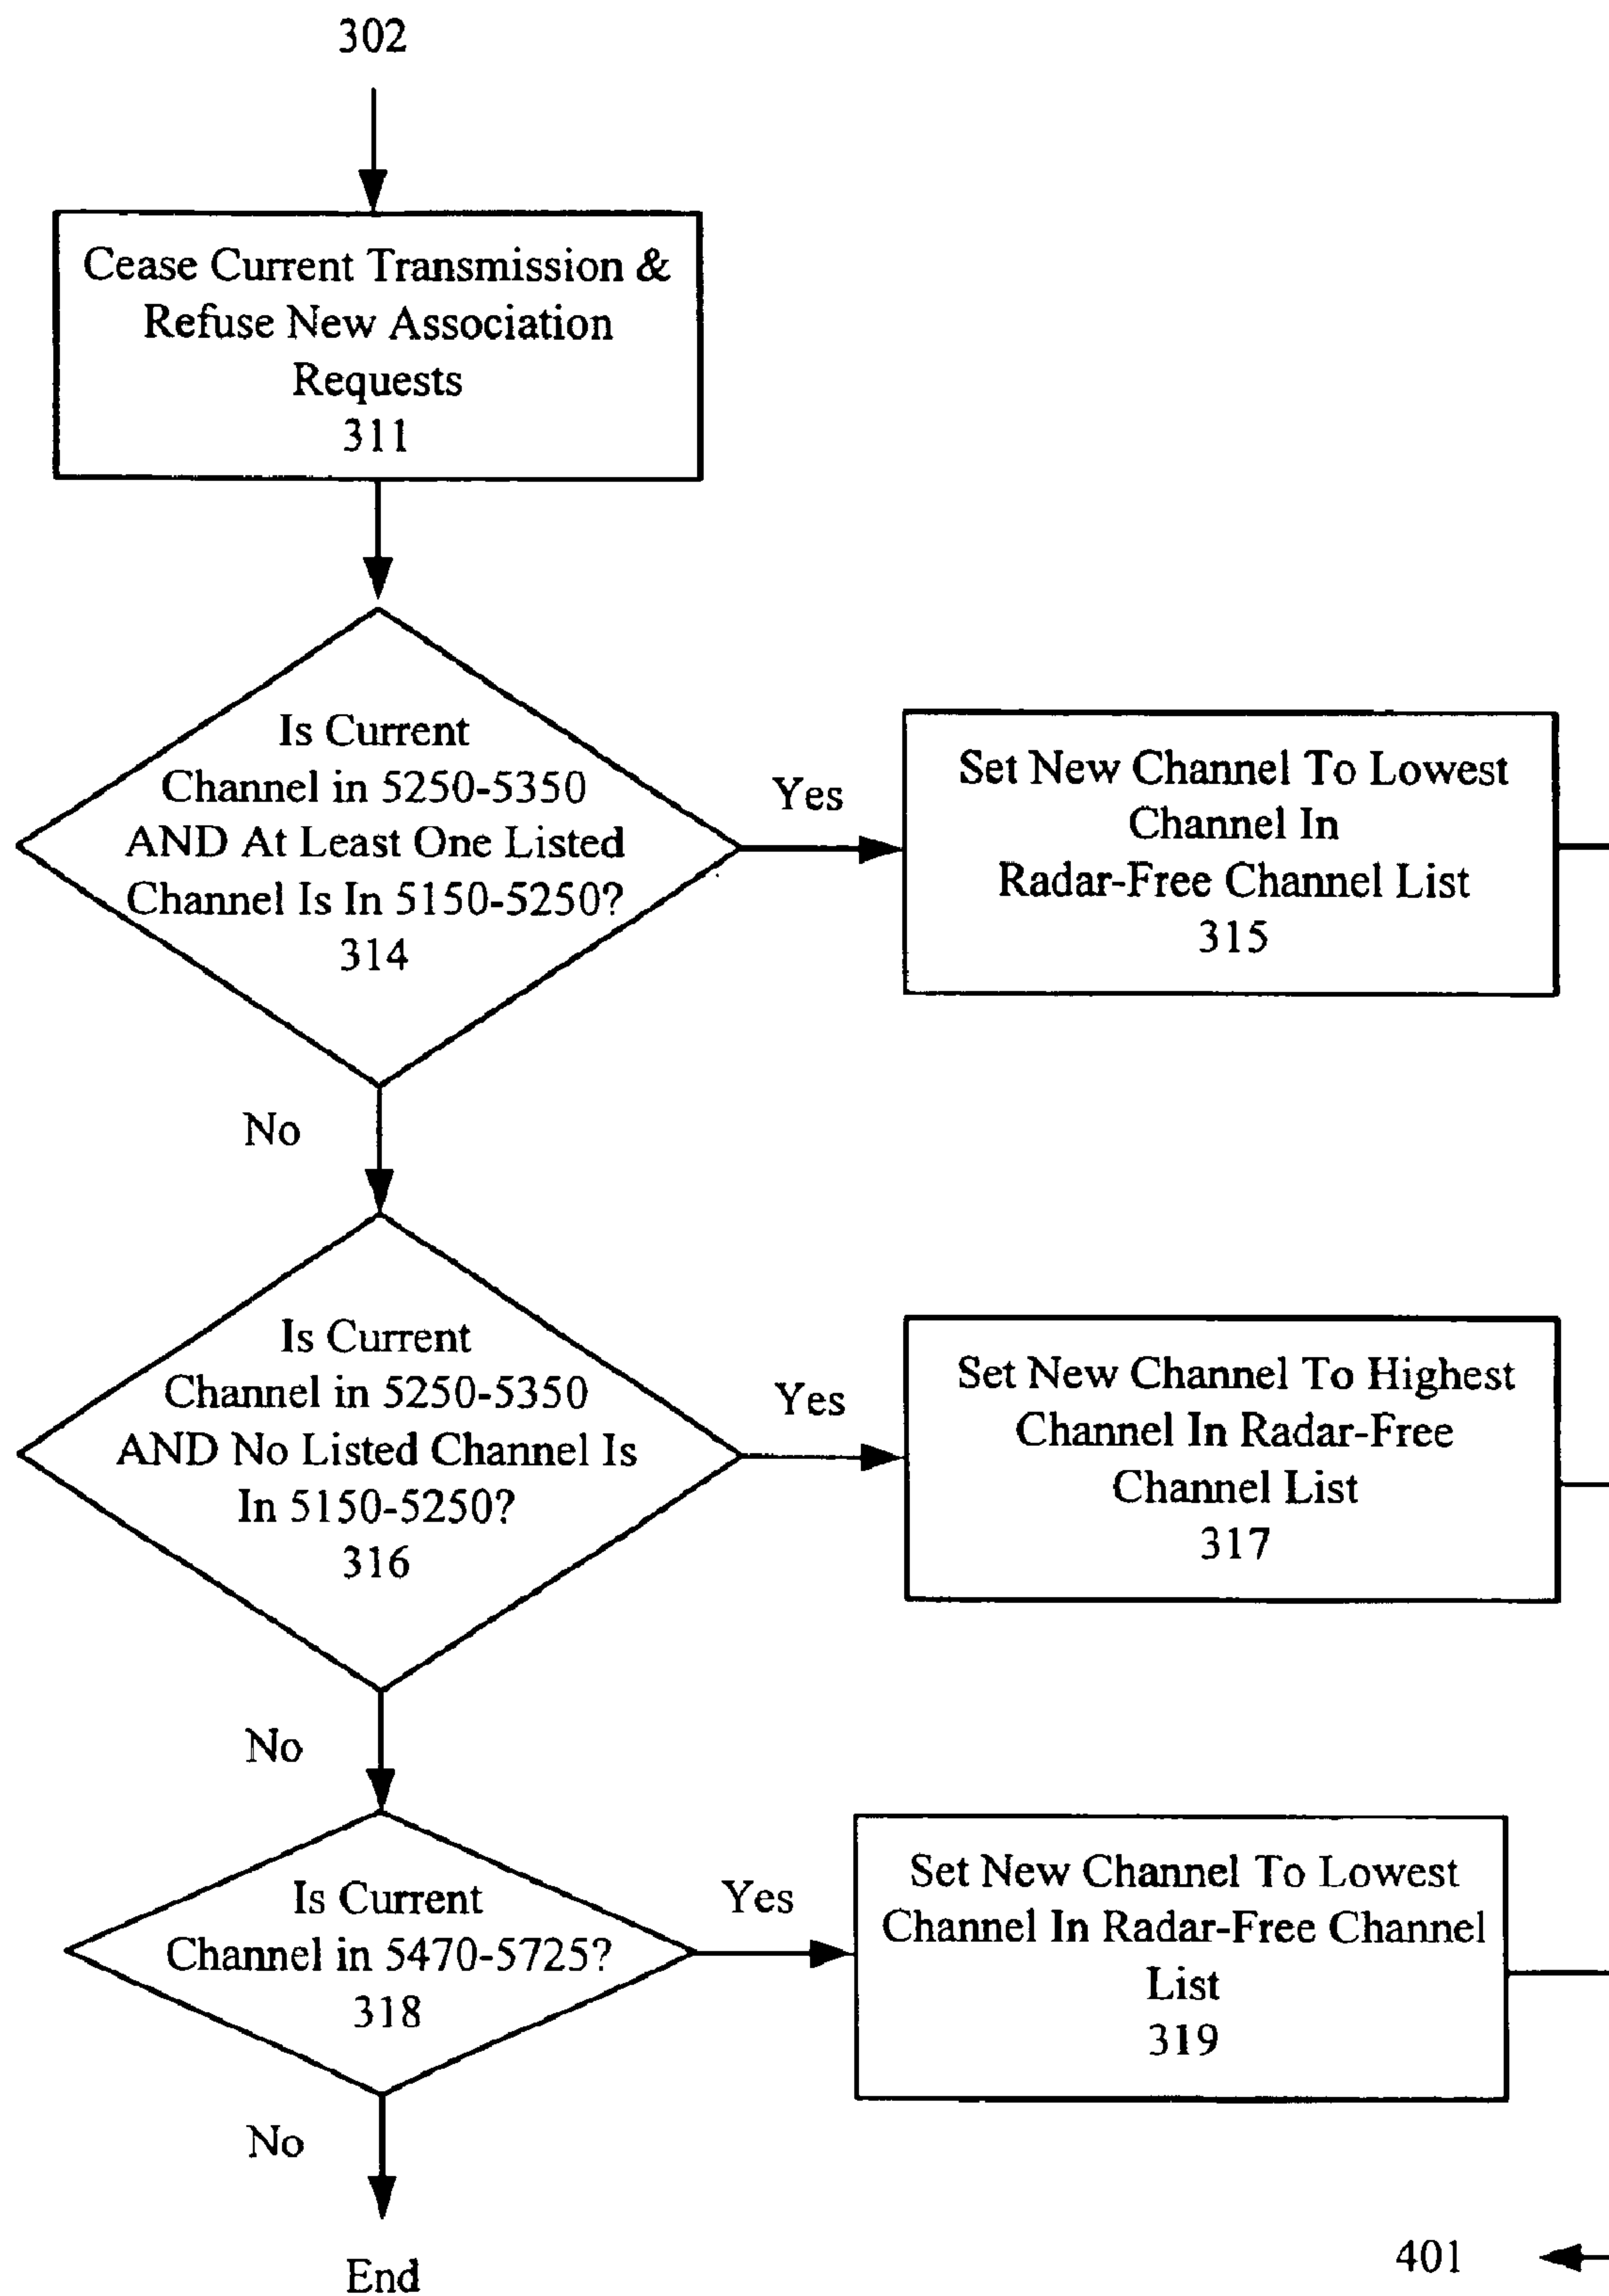 302
Cease Current Transmission &
Refuse New Association
Requests
311
Is Current
Channel in 5250-5350
AND At Least One Listed
Channel Is In 5150-5250?
314
Yes
Set New Channel To Lowest
Channel In
Radar-Free Channel List
315
No
Is Current
Channel in 5250-5350
AND No Listed Channel Is
In 5150-5250?
316
Yes
Set New Channel To Highest
Channel In Radar-Free
Channel List
317
No
Is Current
Channel in 5470-5725?
318
Yes
Set New Channel To Lowest
Channel In Radar-Free Channel
List
319
No
End
401